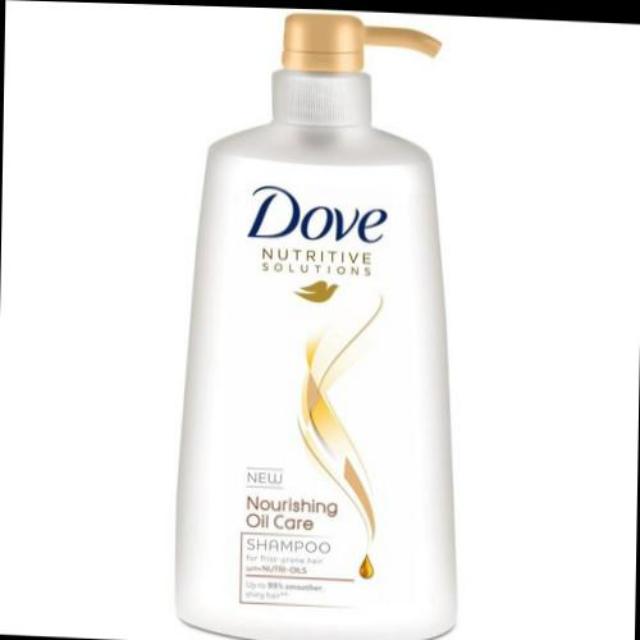 Dove
NUTRITIVE
SOLUTIONS
NEW
Nourishing
Oil Care
SHAMPOO
for frizz-prone hair
with NUTRI-OILS
Up to 99% smoother,
shiny hair**